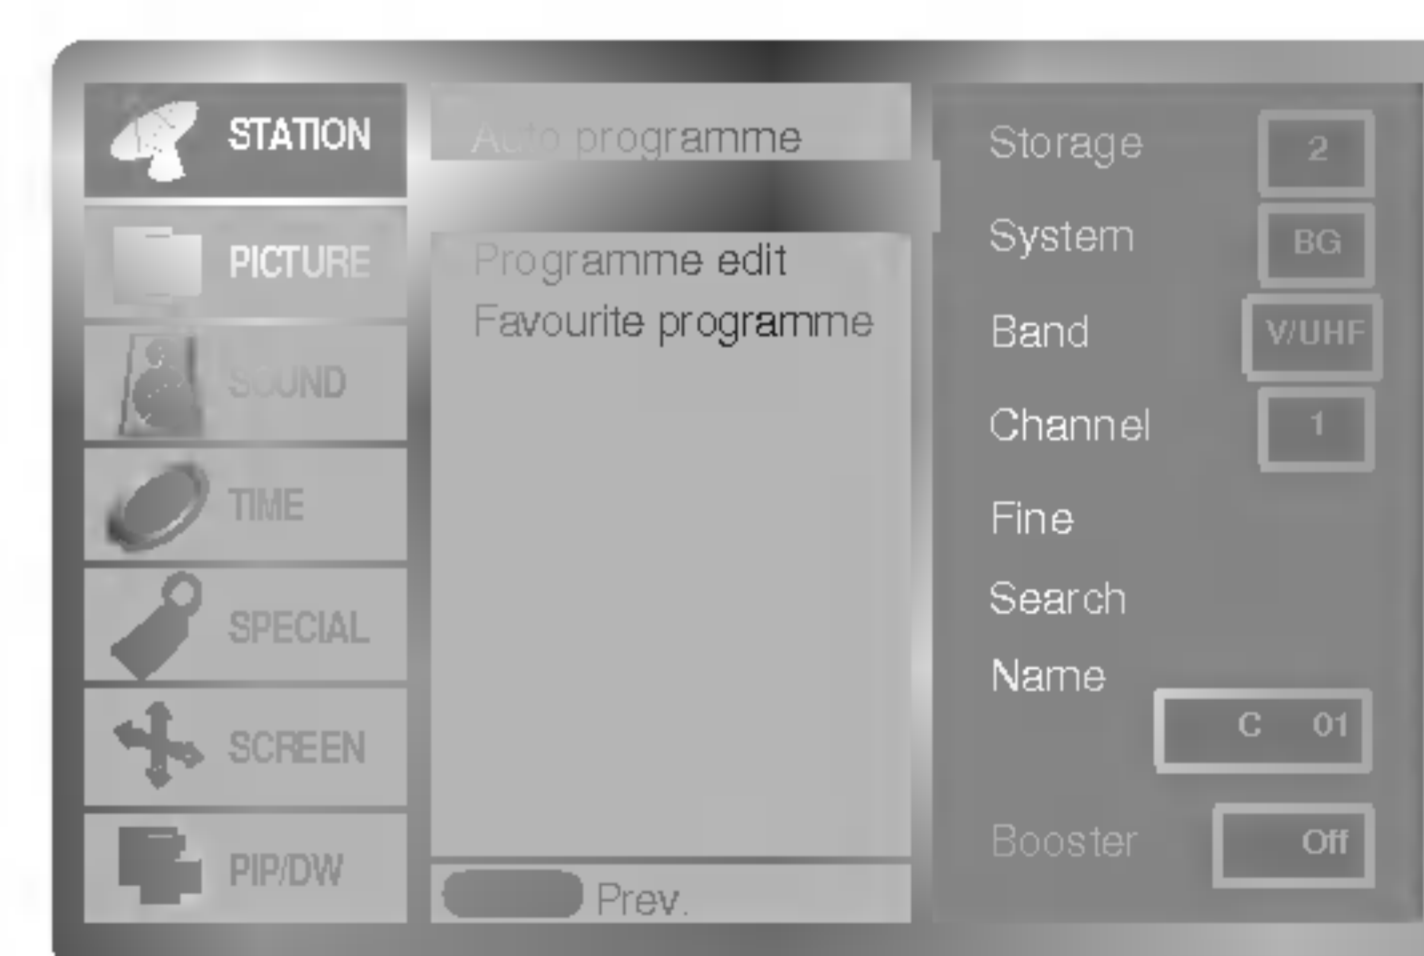 STATION
PICTURE
SOUND
TIME
SPECIAL
SCREEN
PIP/DW
Auto programme
Programme edit
Favourite programme
Prev.
Storage 2
System BG
Band V/UHF
Channel 1
Fine
Search
Name
C 01
Booster Off